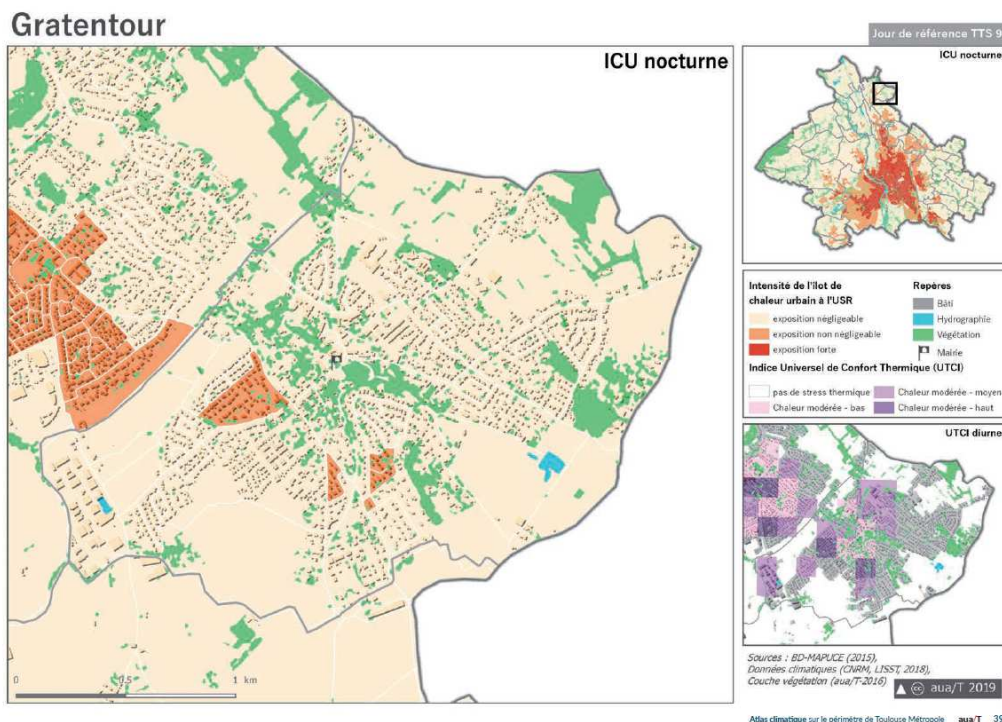 Gratentour
Jour de référence TTS 9
ICU nocturne
ICU nocturne
Intensité de l'îlot de
chaleur urbain à l'USR
exposition négligeable
exposition non négligeable
exposition forte
Repères
Bâti
Hydrographie
Végétation
Mairie
Indice Universel de Confort Thermique (UTCI)
pas de stress thermique
Chaleur modérée - bas
Chaleur modérée - moyen
Chaleur modérée - haut
UTCI diurne
0 0.5 1 km
Sources : BD-MAPUCE (2015),
Données climatiques (CNRM, LISST, 2018),
Couche végétation (aua/T-2016)
cc aua/T 2019
Atlas climatique sur le périmètre de Toulouse Métropole aua/T 39